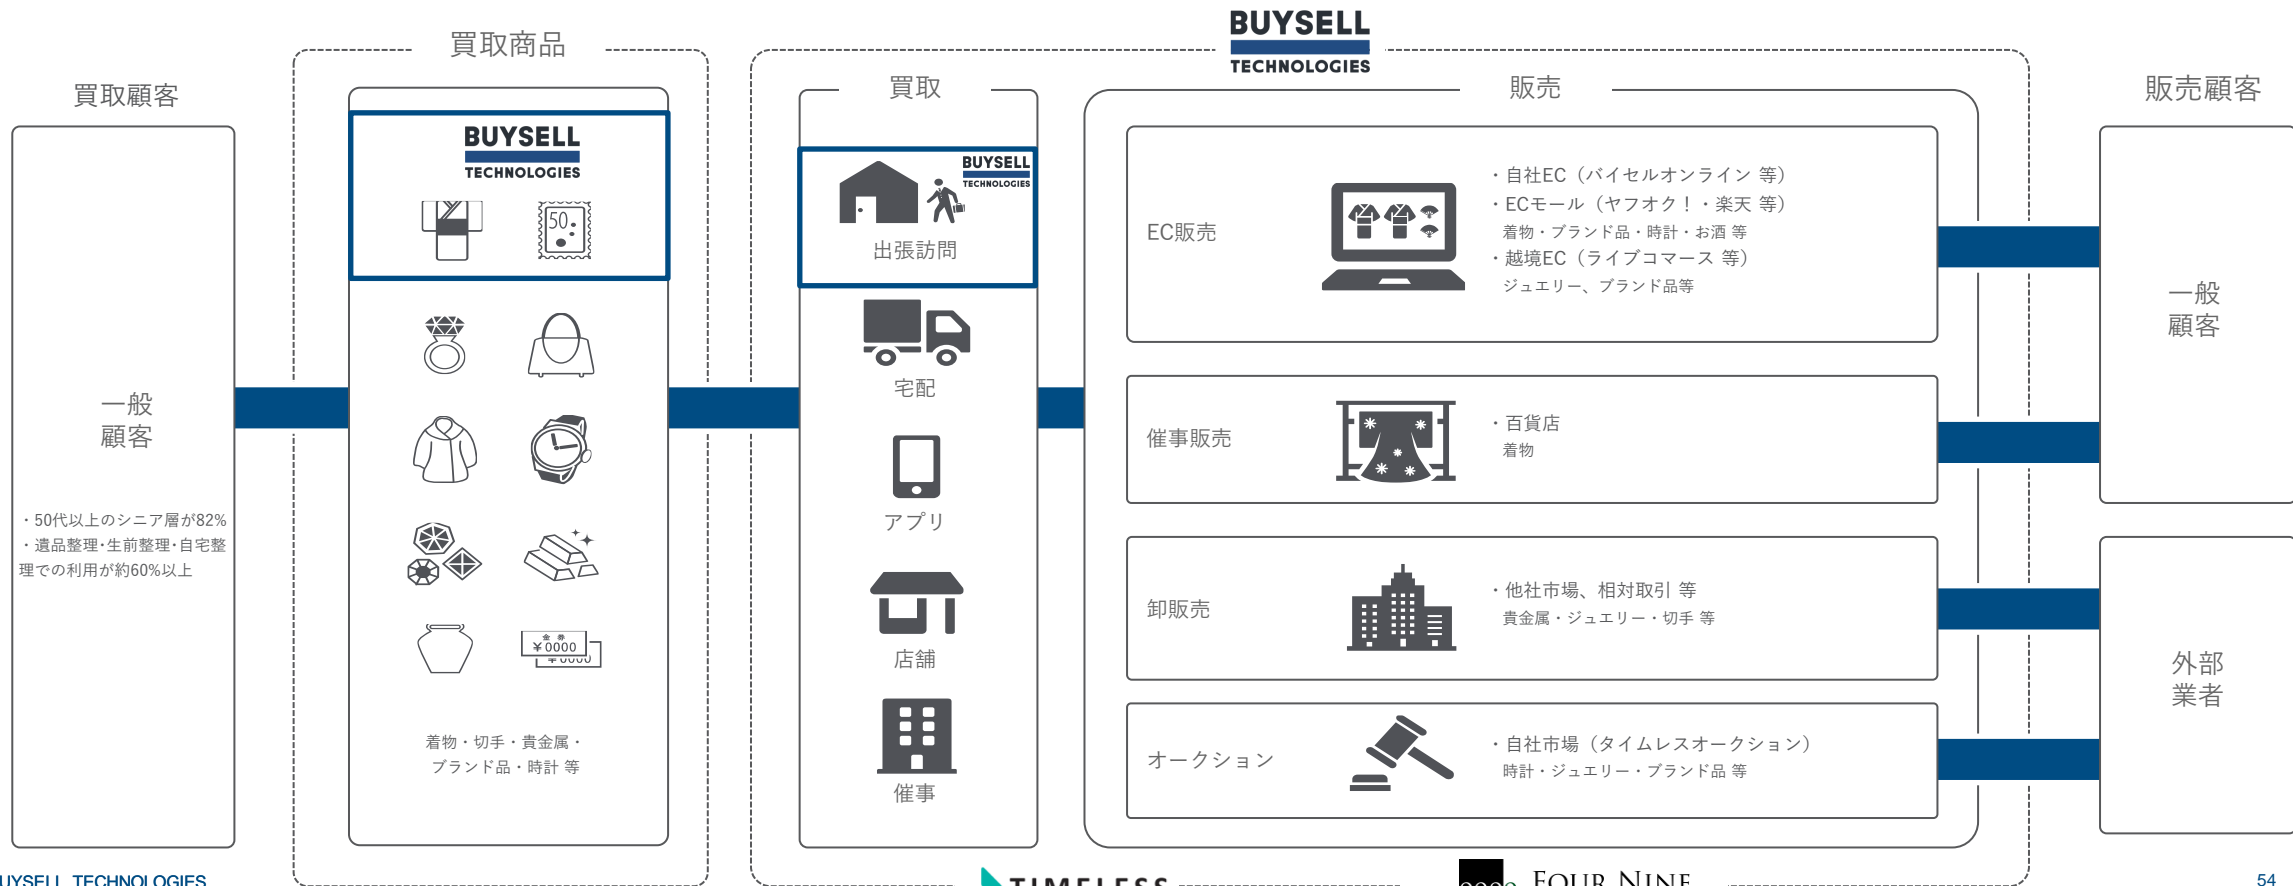 買取顧客
一般
顧客
・50代以上のシニア層が82%
・遺品整理・生前整理・自宅整
理での利用が約60%以上
買取商品
BUYSELL
TECHNOLOGIES
50
金券
¥0000
¥0000
着物・切手・貴金属・
ブランド品・時計 等
BUYSELL
TECHNOLOGIES
買取
BUYSELL
TECHNOLOGIES
出張訪問
宅配
アプリ
店舗
催事
販売
EC販売
・自社EC（バイセルオンライン 等）
・ECモール（ヤフオク！・楽天 等）
着物・ブランド品・時計・お酒 等
・越境EC（ライブコマース 等）
ジュエリー、ブランド品等
催事販売
・百貨店
着物
卸販売
・他社市場、相対取引 等
貴金属・ジュエリー・切手 等
オークション
・自社市場（タイムレスオークション）
時計・ジュエリー・ブランド品 等
販売顧客
一般
顧客
外部
業者
TIMELESS
FOUR NINE
BUYSELL TECHNOLOGIES
54